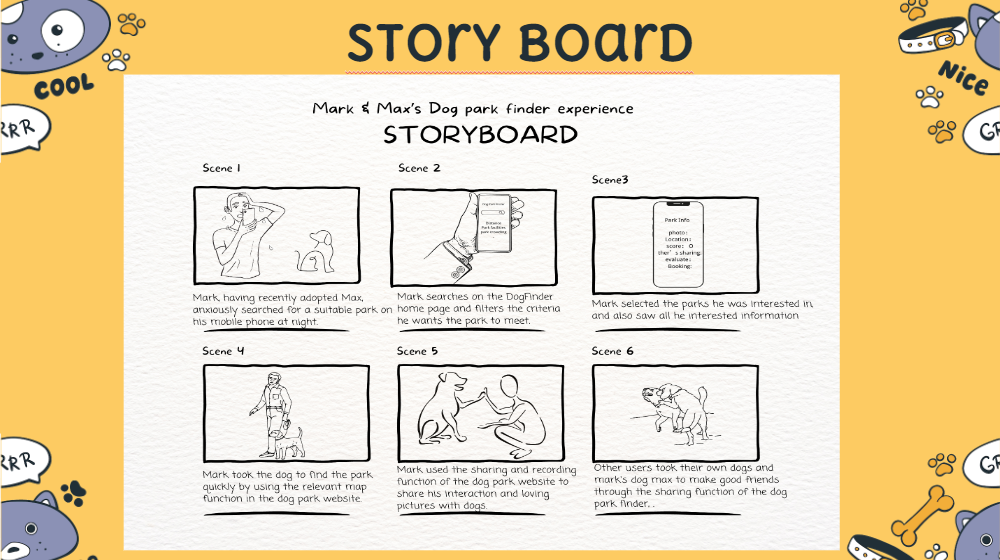 STORY BOARD
COOL
Nice
RRR
GR
Mark & Max's Dog park finder experience
STORYBOARD
Scene 1
Scene 2
Scene3
Park Info
photo:
Location:
score: O
ther' s sharing:
evaluate:
Booking:
Distance
Park facilities
park crowding
Mark, having recently adopted Max,
anxiously searched for a suitable park on
his mobile phone at night.
Mark searches on the DogFinder
home page and filters the criteria
he wants the park to meet.
Mark selected the parks he was interested in,
and also saw all he interested information
Scene 4
Scene 5
Scene 6
Mark took the dog to find the park
quickly by using the relevant map
function in the dog park website
Mark used the sharing and recording
function of the dog park website to
share his interaction and loving
pictures with dogs.
Other users took their own dogs and
mark's dog max to make good friends
through the sharing function of the dog
park finder. .
RRR
GR